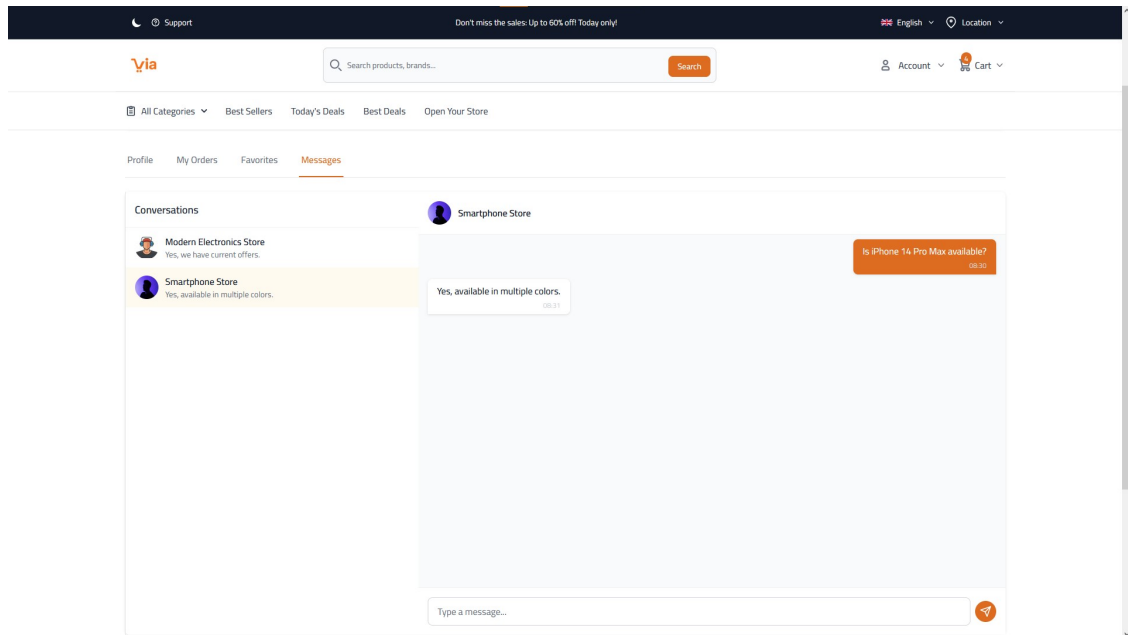 Support
Don't miss the sales: Up to 60% off! Today only!
English
Location
Via
Search products, brands...
Search
Account
4
Cart
All Categories
Best Sellers
Today's Deals
Best Deals
Open Your Store
Profile
My Orders
Favorites
Messages
Conversations
Modern Electronics Store
Yes, we have current offers.
Smartphone Store
Yes, available in multiple colors.
Smartphone Store
Is iPhone 14 Pro Max available?
08:30
Yes, available in multiple colors.
08:31
Type a message...